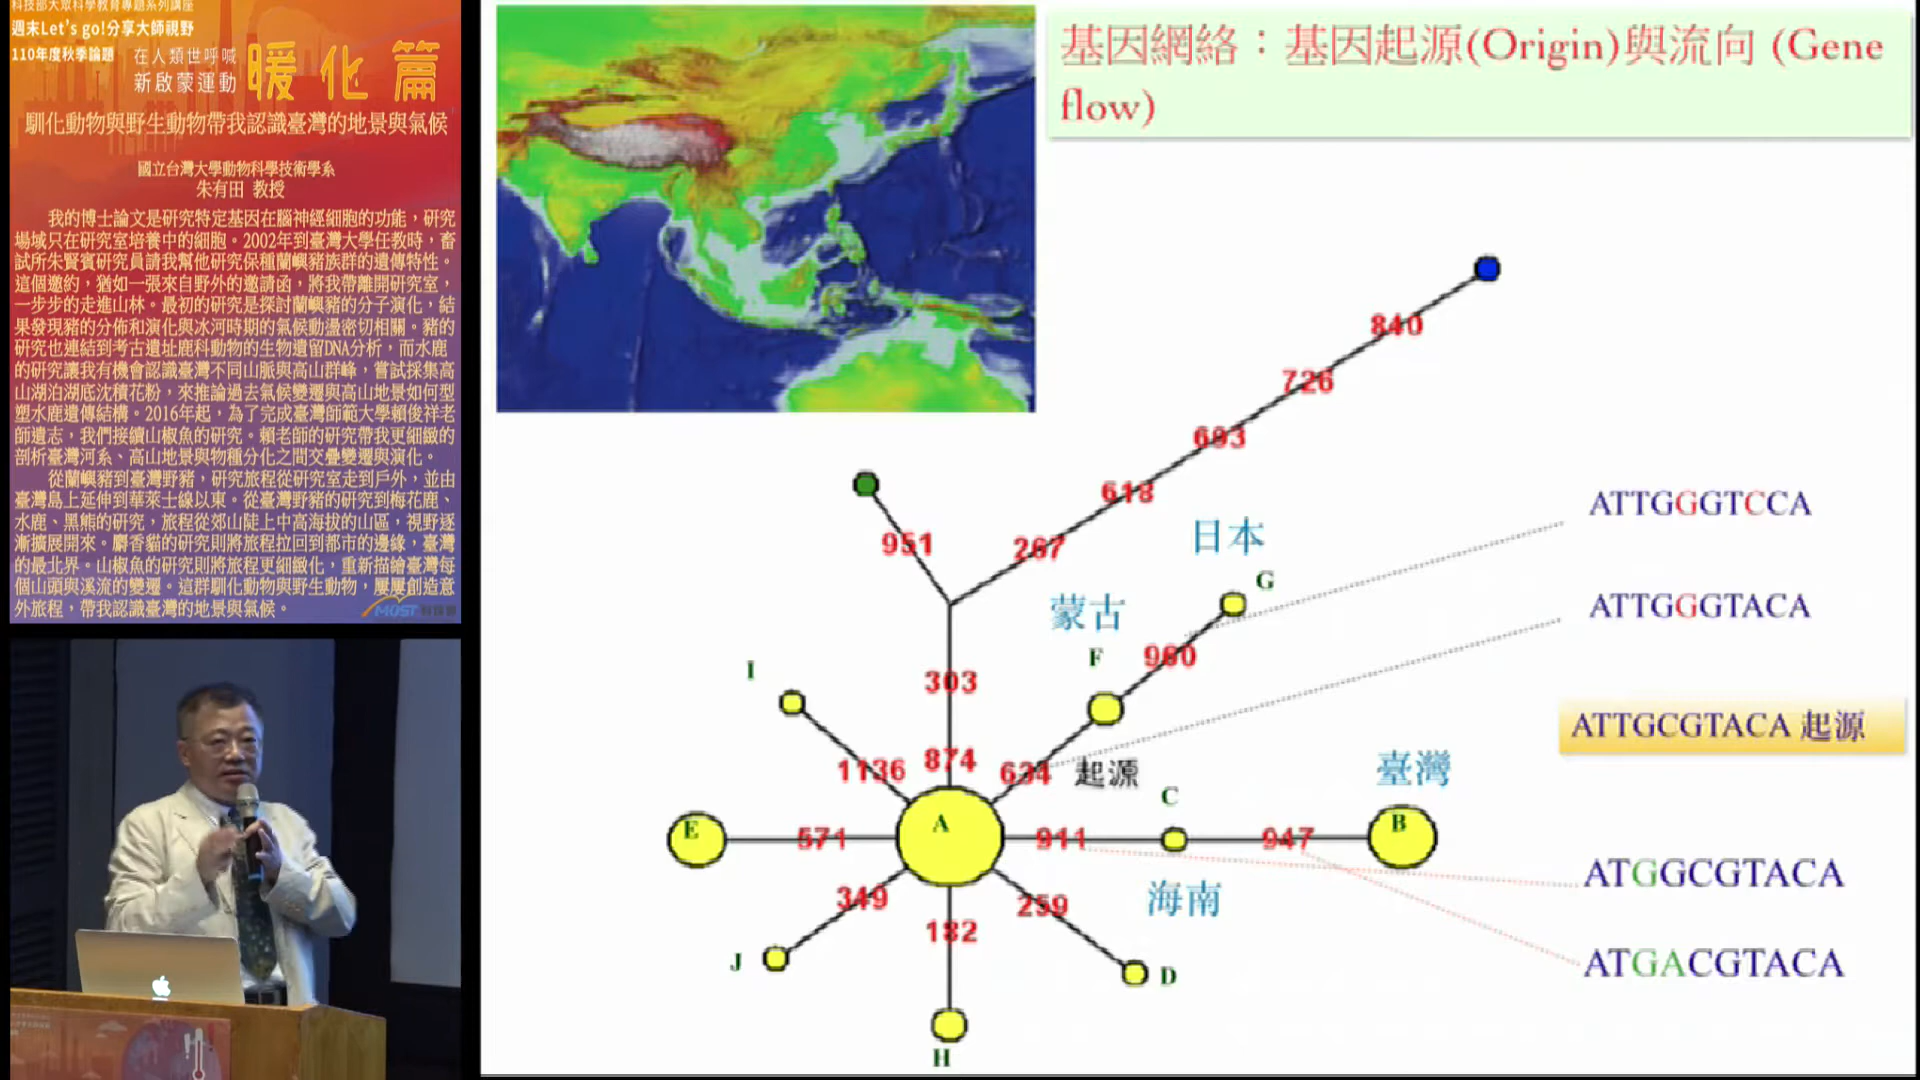 科技部大眾科學教育專題系列講座
週末Let's go!分享大師視野
110年度秋季論題
在人類世呼喊
新啟蒙運動
暖化篇
馴化動物與野生動物帶我認識臺灣的地景與氣候
國立台灣大學動物科學技術學系
朱有田 教授
我的博士論文是研究特定基因在腦神經細胞的功能，研究
場域只在研究室培養中的細胞。2002年到臺灣大學任教時，畜
試所朱賢賓研究員請我幫他研究保種蘭嶼豬族群的遺傳特性。
這個邀約，猶如一張來自野外的邀請函，將我帶離開研究室，
一步步的走進山林。最初的研究是探討蘭嶼豬的分子演化，結
果發現豬的分佈和演化與冰河時期的氣候動盪密切相關。豬的
研究也連結到考古遺址鹿科動物的生物遺留DNA分析，而水鹿
的研究讓我有機會認識臺灣不同山脈與高山群峰，嘗試採集高
山湖泊湖底沈積花粉，來推論過去氣候變遷與高山地景如何型
塑水鹿遺傳結構。2016年起，為了完成臺灣師範大學賴俊祥老
師遺志，我們接續山椒魚的研究。賴老師的研究帶我更細緻的
剖析臺灣河系、高山地景與物種分化之間交疊變遷與演化。
從蘭嶼豬到臺灣野豬，研究旅程從研究室走到戶外，並由
臺灣島上延伸到華萊士線以東。從臺灣野豬的研究到梅花鹿、
水鹿、黑熊的研究，旅程從郊山陡上中高海拔的山區，視野逐
漸擴展開來。麝香貓的研究則將旅程拉回到都市的邊緣，臺灣
的最北界。山椒魚的研究則將旅程更細緻化，重新描繪臺灣每
個山頭與溪流的變遷。這群馴化動物與野生動物，屢屢創造意
外旅程，帶我認識臺灣的地景與氣候。
MOST 科技部
基因網絡：基因起源(Origin)與流向 (Gene
flow)
840
726
693
618
267
951
303
874
日本
G
蒙古
F
960
634
起源
I
1136
E
571
A
911
C
947
B
臺灣
海南
349
J
182
H
259
D
ATTGGGTCCA
ATTGGGTACA
ATTGCGTACA 起源
ATGGCGTACA
ATGACGTACA